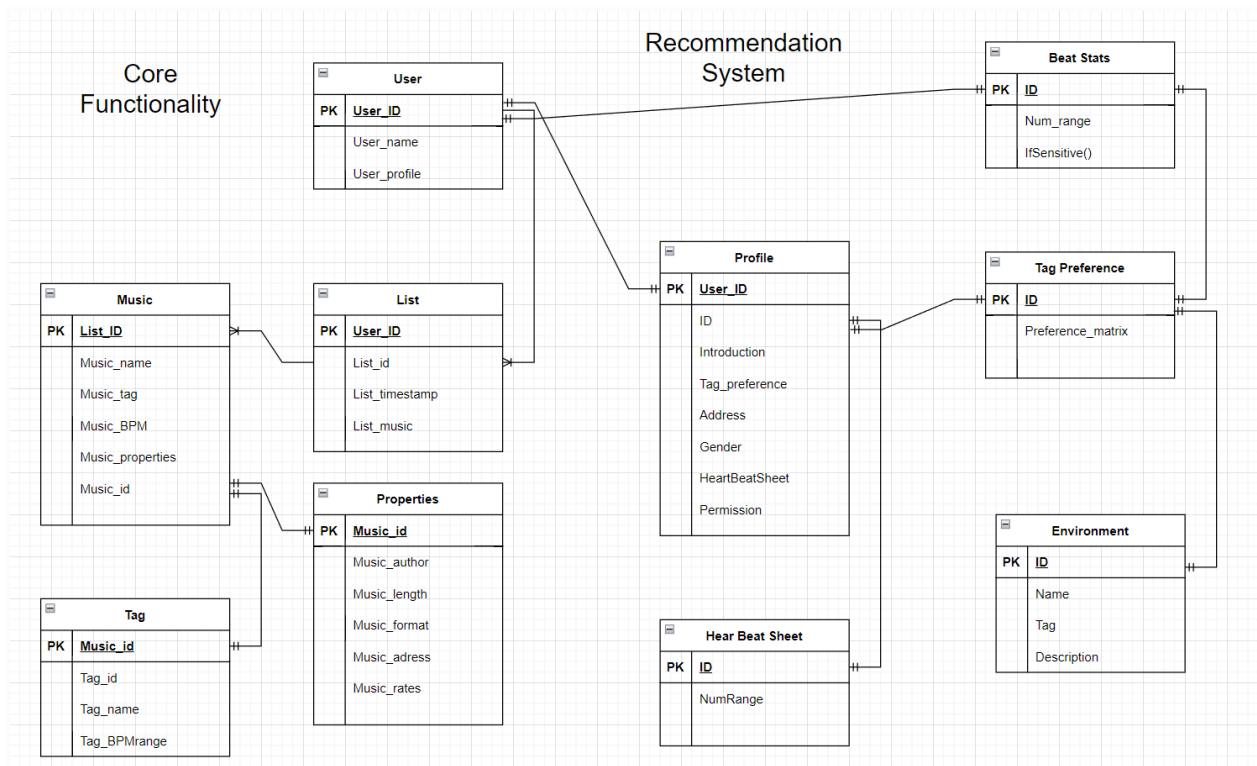 Core
Functionality
Recommendation
System
User
PK User_ID
User_name
User_profile
Beat Stats
PK ID
Num_range
IfSensitive()
Music
PK List_ID
Music_name
Music_tag
Music_BPM
Music_properties
Music_id
List
PK User_ID
List_id
List_timestamp
List_music
Profile
PK User_ID
ID
Introduction
Tag_preference
Address
Gender
HeartBeatSheet
Permission
Tag Preference
PK ID
Preference_matrix
Properties
PK Music_id
Music_author
Music_length
Music_format
Music_adress
Music_rates
Tag
PK Music_id
Tag_id
Tag_name
Tag_BPMrange
Hear Beat Sheet
PK ID
NumRange
Environment
PK ID
Name
Tag
Description